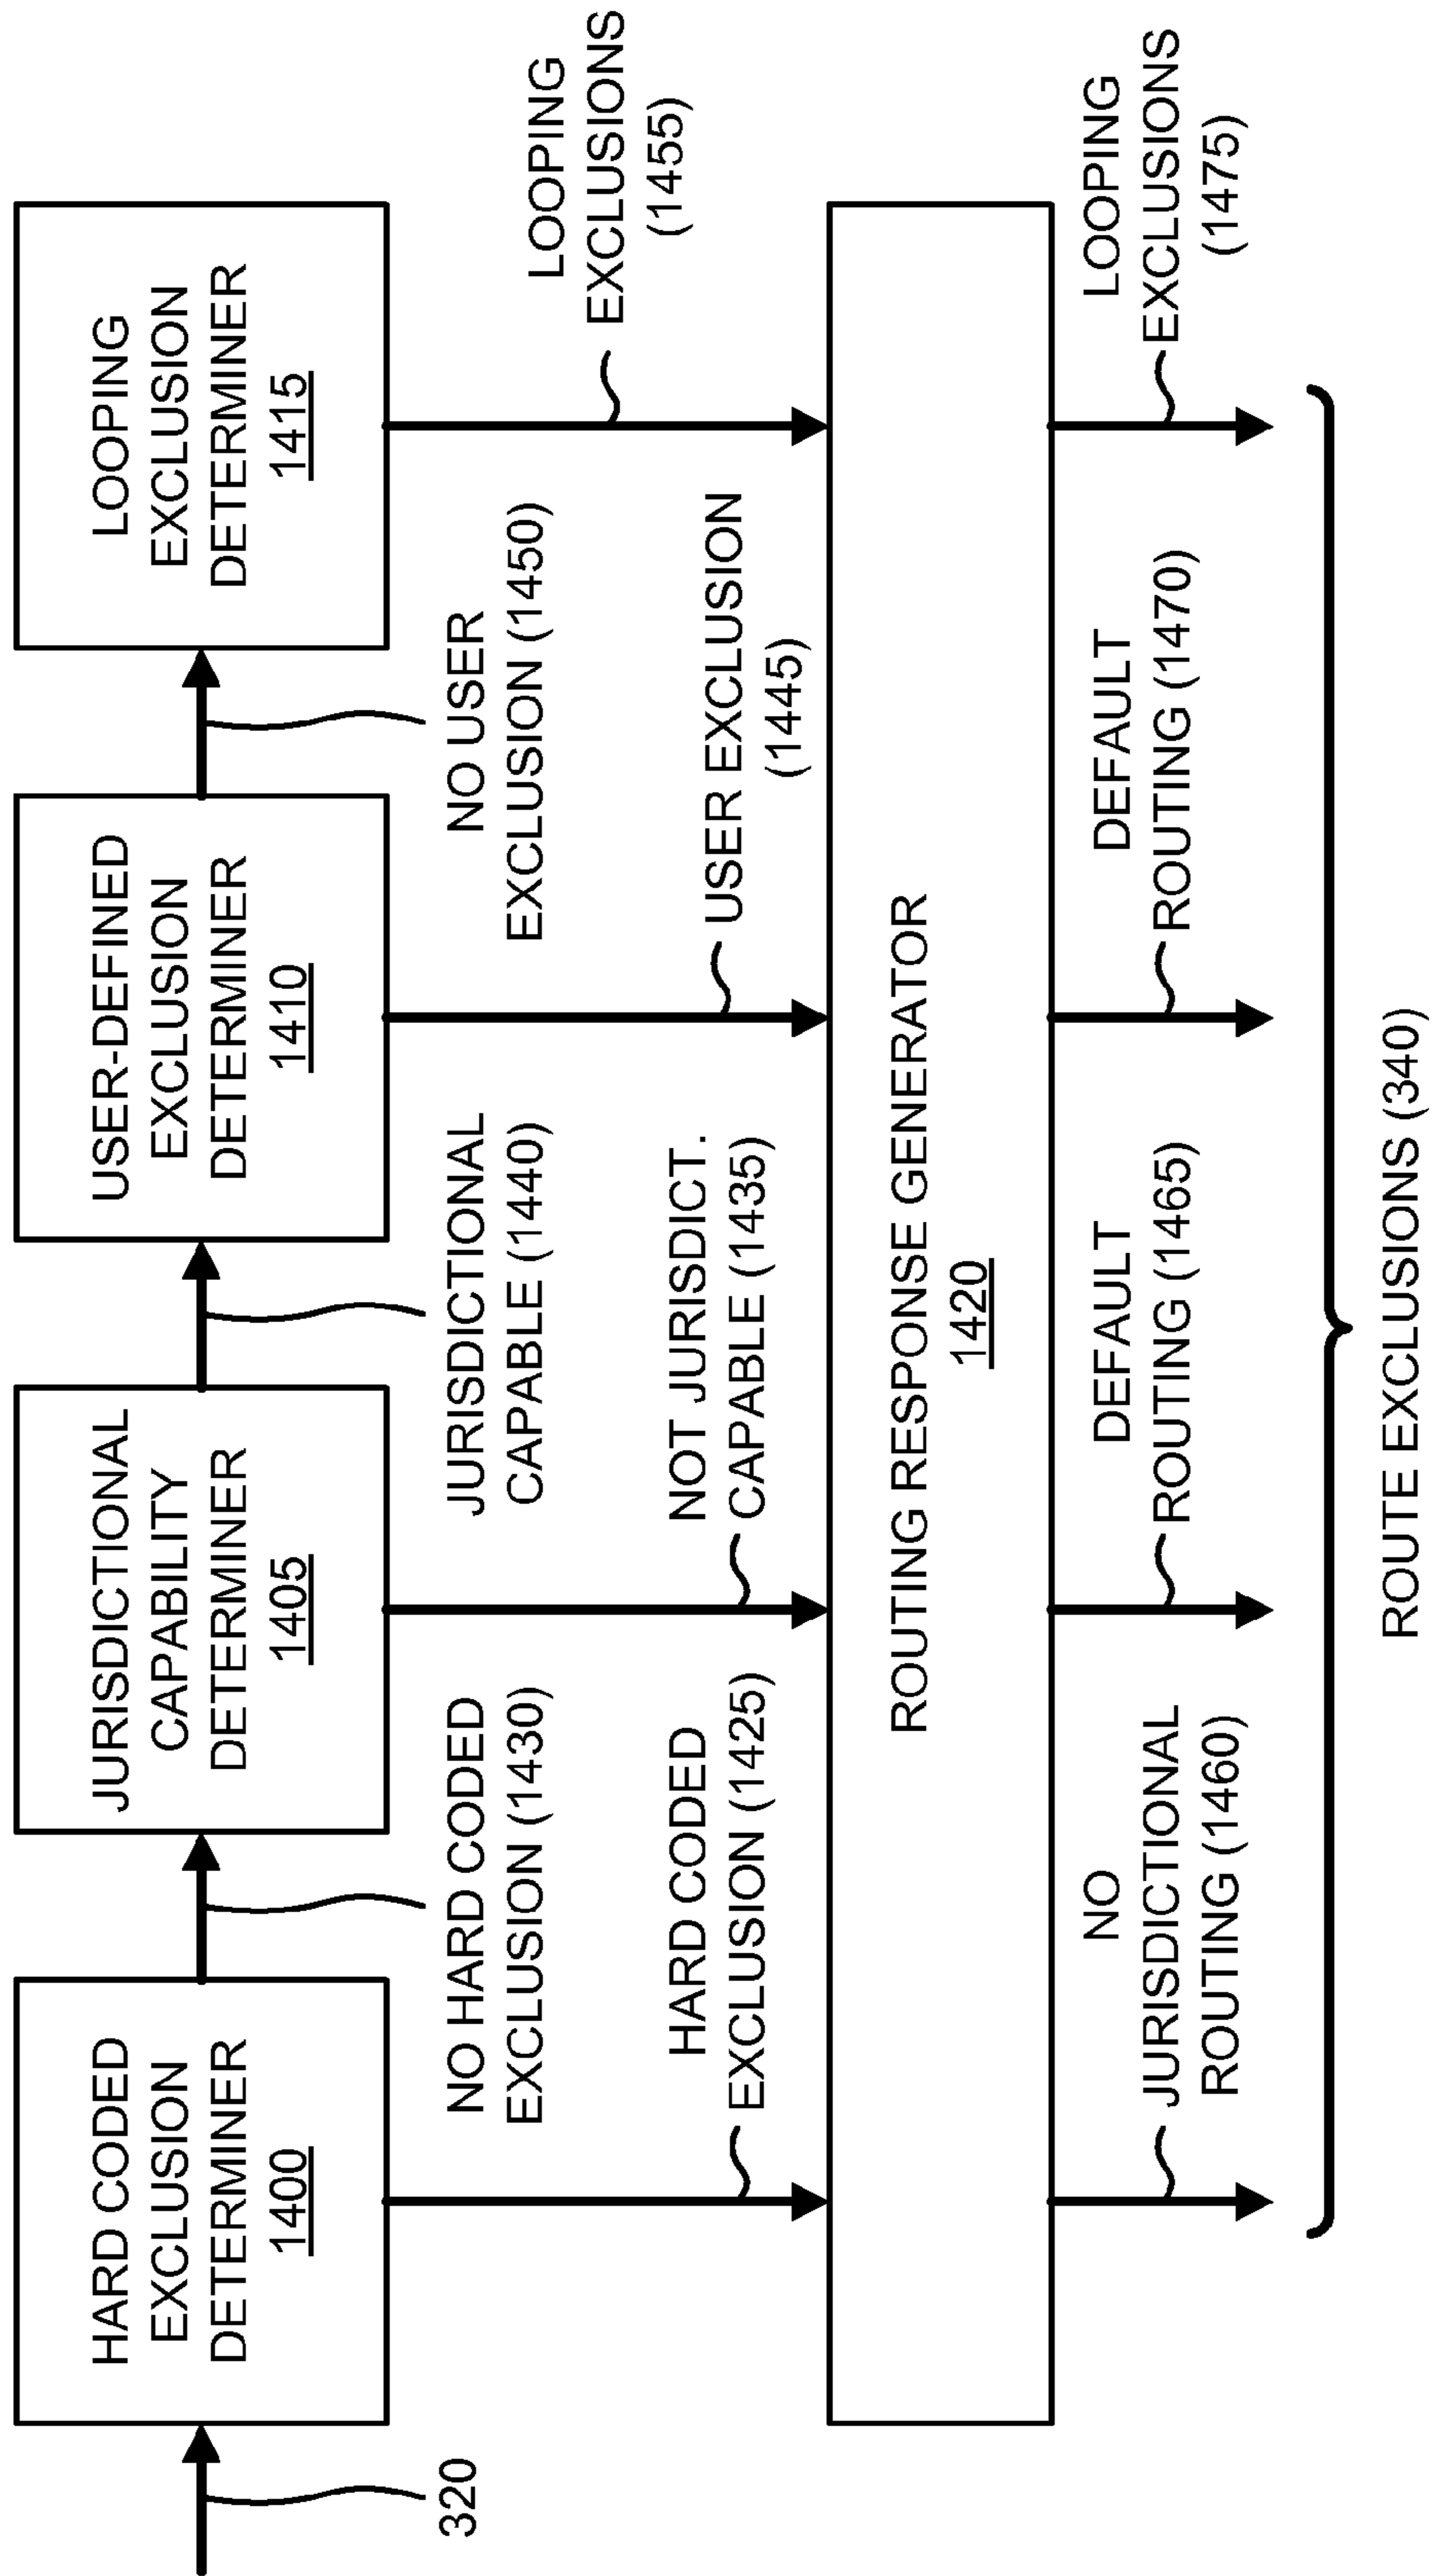 320
HARD CODED
EXCLUSION
DETERMINER
1400
JURISDICTIONAL
CAPABILITY
DETERMINER
1405
USER-DEFINED
EXCLUSION
DETERMINER
1410
LOOPING
EXCLUSION
DETERMINER
1415
NO HARD CODED
EXCLUSION (1430)
JURISDICTIONAL
CAPABLE (1440)
NO USER
EXCLUSION (1450)
LOOPING
EXCLUSIONS
(1455)
HARD CODED
EXCLUSION (1425)
NOT JURISDICT.
CAPABLE (1435)
USER EXCLUSION
(1445)
ROUTING RESPONSE GENERATOR
1420
NO
JURISDICTIONAL
ROUTING (1460)
DEFAULT
ROUTING (1465)
DEFAULT
ROUTING (1470)
LOOPING
EXCLUSIONS
(1475)
ROUTE EXCLUSIONS (340)